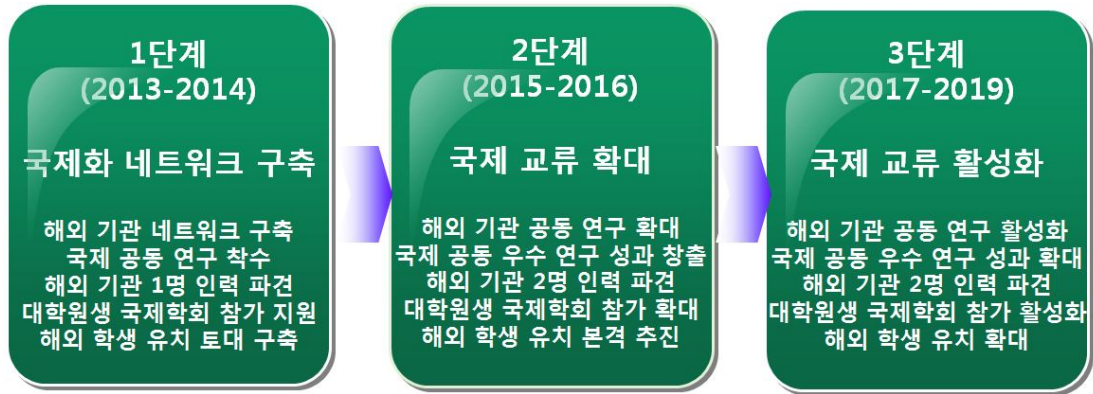 1단계
(2013-2014)
국제화 네트워크 구축
해외 기관 네트워크 구축
국제 공동 연구 착수
해외 기관 1명 인력 파견
대학원생 국제학회 참가 지원
해외 학생 유치 토대 구축
2단계
(2015-2016)
국제 교류 확대
해외 기관 공동 연구 확대
국제 공동 우수 연구 성과 창출
해외 기관 2명 인력 파견
대학원생 국제학회 참가 확대
해외 학생 유치 본격 추진
3단계
(2017-2019)
국제 교류 활성화
해외 기관 공동 연구 활성화
국제 공동 우수 연구 성과 확대
해외 기관 2명 인력 파견
대학원생 국제학회 참가 활성화
해외 학생 유치 확대